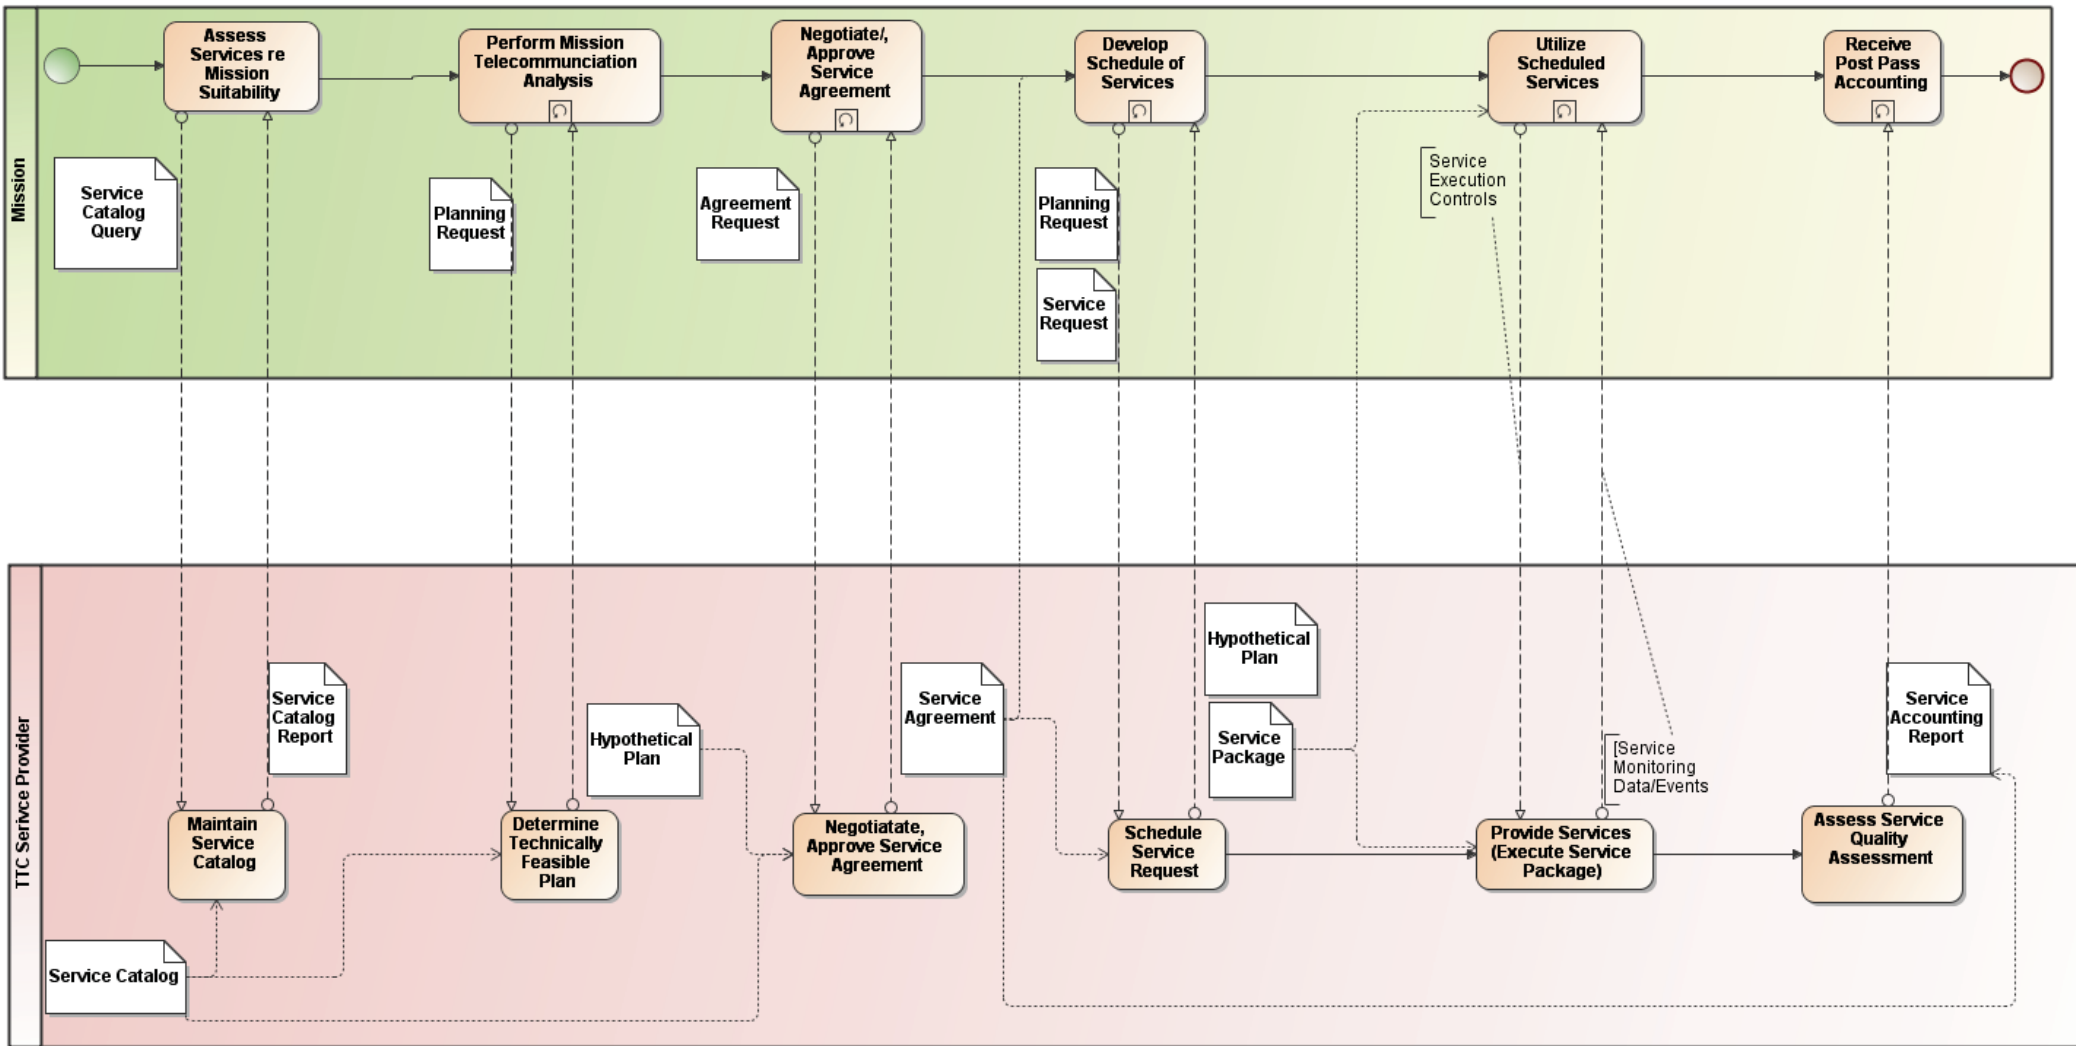 Mission
Assess
Services re
Mission
Suitability
Perform Mission
Telecommunciation
Analysis
Negotiate/,
Approve
Service
Agreement
Develop
Schedule of
Services
Utilize
Scheduled
Services
Receive
Post Pass
Accounting
Service
Catalog
Query
Planning
Request
Agreement
Request
Planning
Request
Service
Request
Service
Execution
Controls
TTC Serivce Provider
Service
Catalog
Report
Hypothetical
Plan
Service
Agreement
Hypothetical
Plan
Service
Package
[Service
Monitoring
Data/Events
Service
Accounting
Report
Maintain
Service
Catalog
Determine
Technically
Feasible
Plan
Negotiatate,
Approve Service
Agreement
Schedule
Service
Request
Provide Services
(Execute Service
Package)
Assess Service
Quality
Assessment
Service Catalog